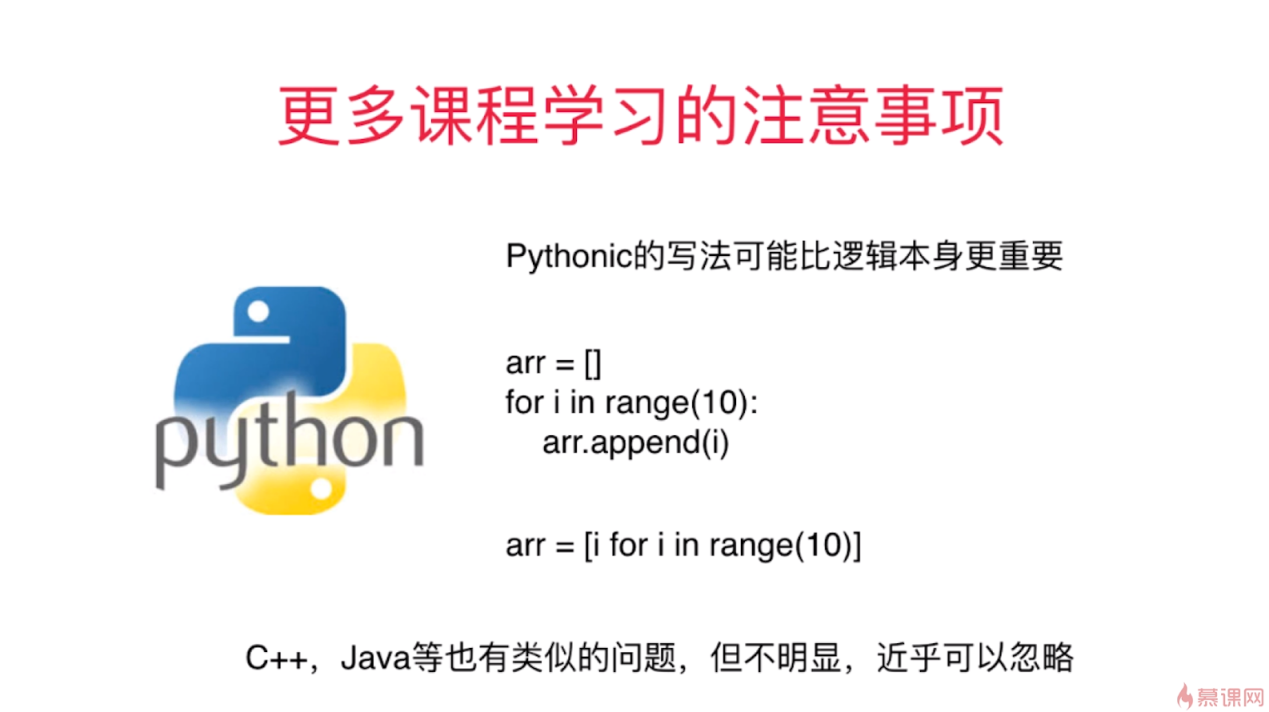 更多课程学习的注意事项
Pythonic的写法可能比逻辑本身更重要
arr = []
for i in range(10):
    arr.append(i)
python
arr = [i for i in range(10)]
C++，Java等也有类似的问题，但不明显，近乎可以忽略
慕课网